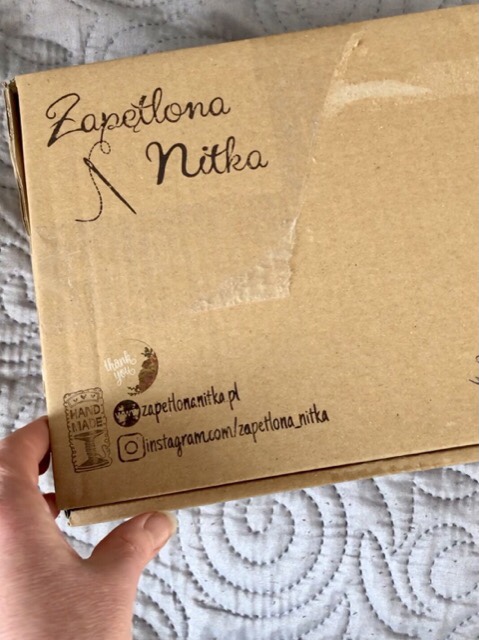 Zapętlona
Nitka
thank
you
HAND
MADE
zapetlonanitka.pl
instagram.com/zapetlona_nitka